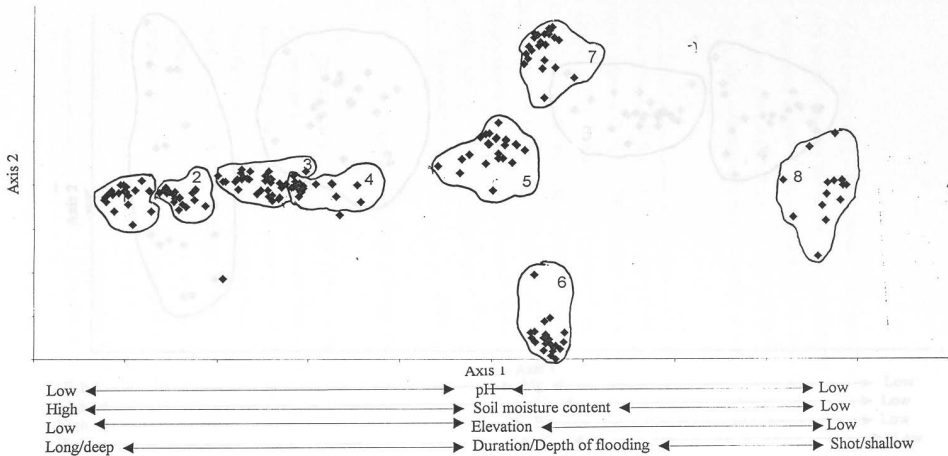 7
3
2
4
1
5
8
6
Axis 2
Axis 1
Low pH Low
High Soil moisture content Low
Low Elevation Low
Long/deep Duration/Depth of flooding Shot/shallow